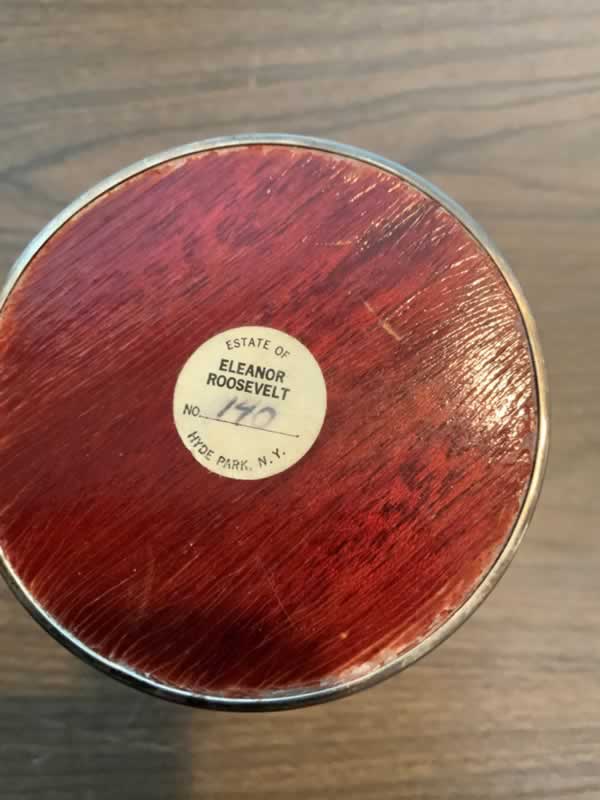 ESTATE OF
ELEANOR
ROOSEVELT
NO. 140
HYDE PARK, N.Y.